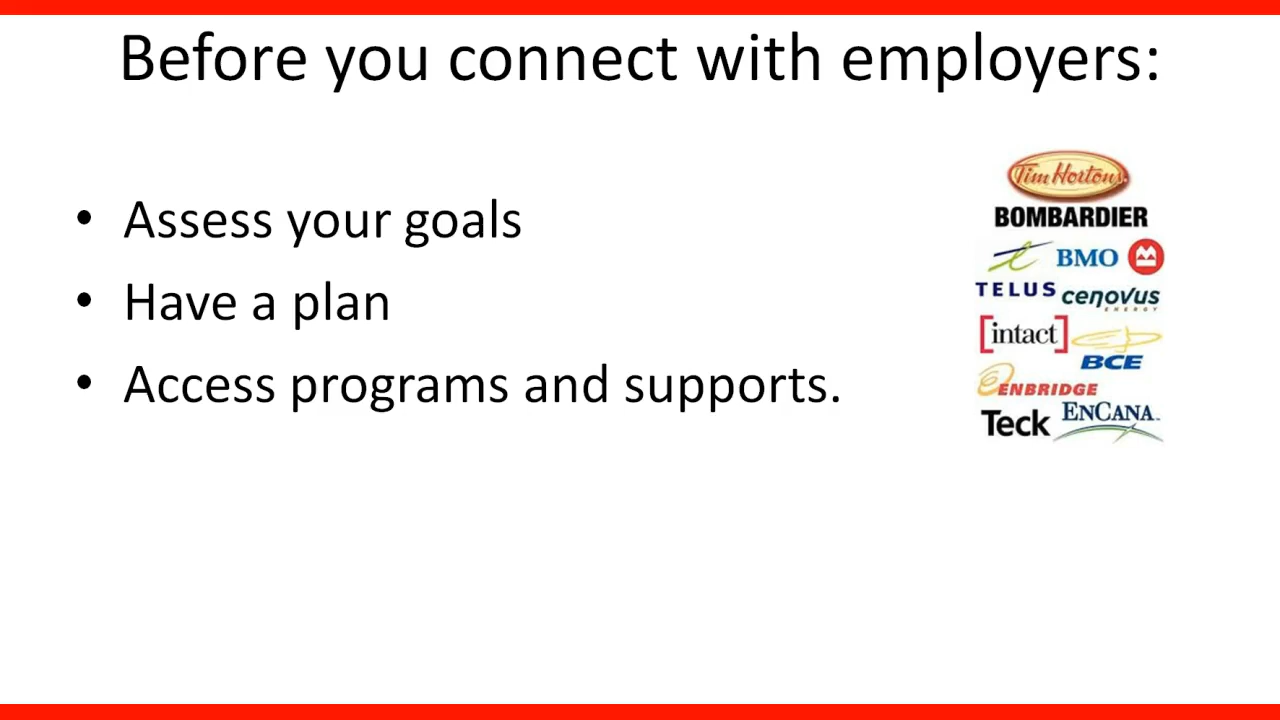 Before you connect with employers:
• Assess your goals
• Have a plan
• Access programs and supports.
Tim Hortons.
BOMBARDIER
BMO
TELUS
cenovus
ENERGY
[intact]
BCE
ENBRIDGE
Teck
ENCANA™